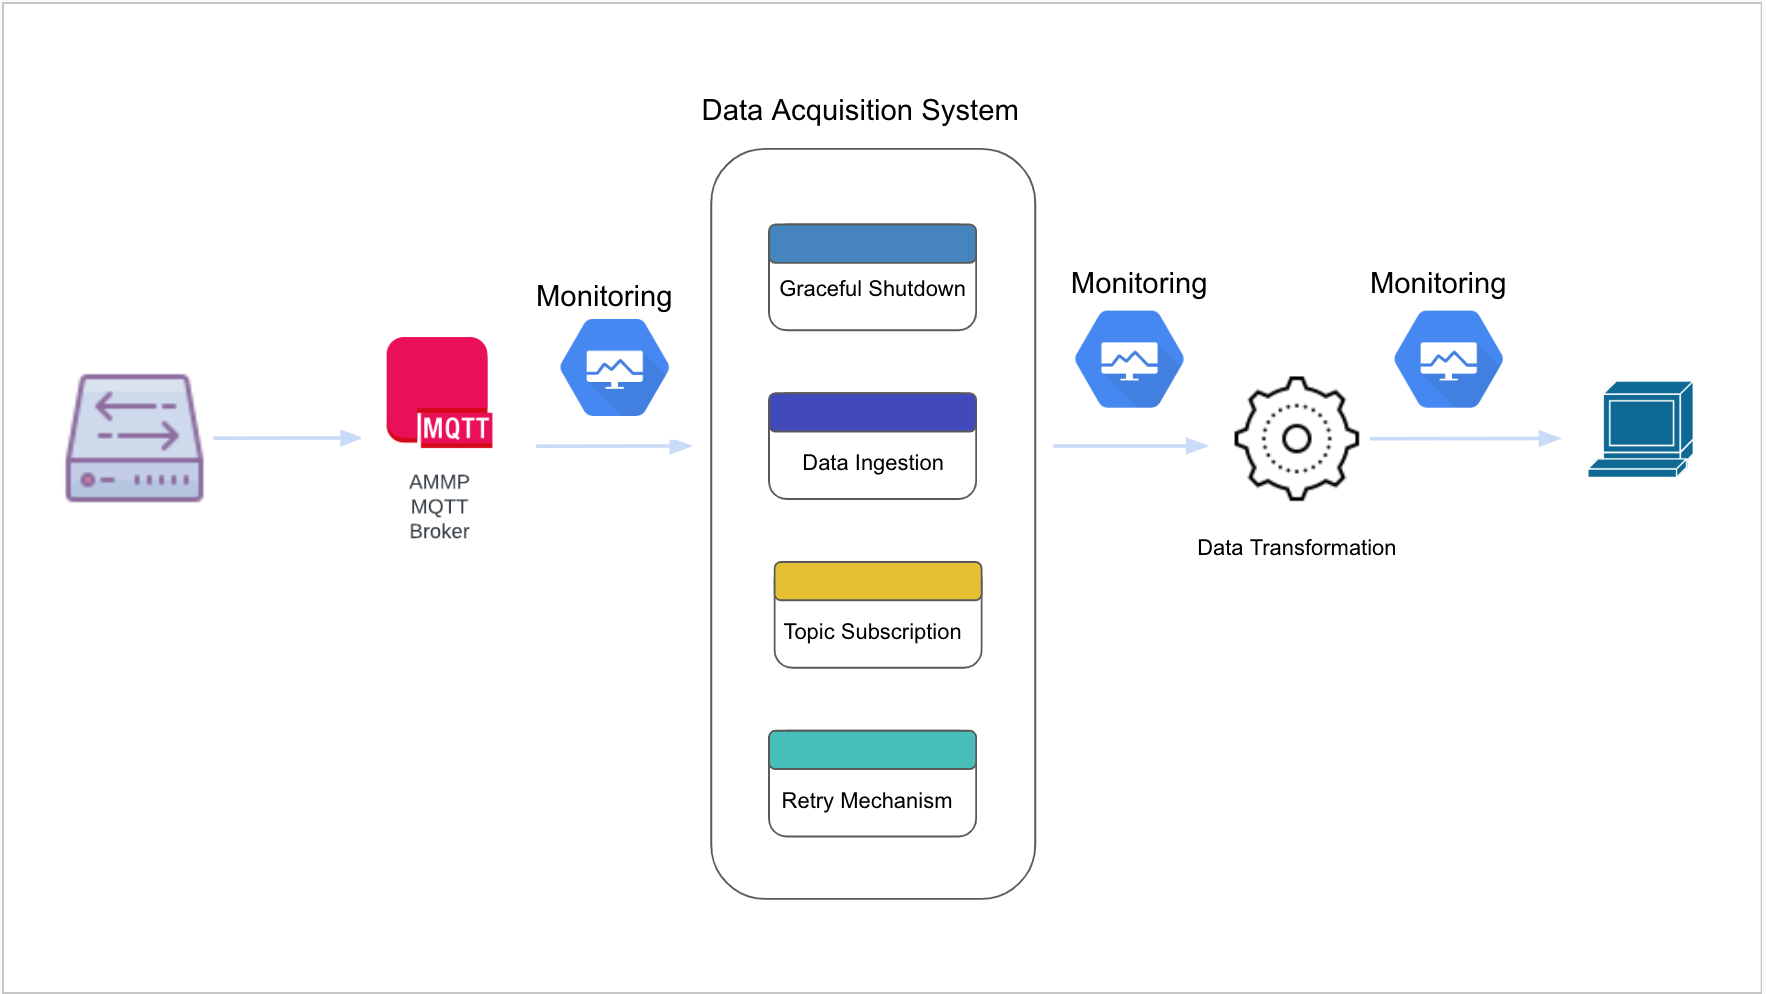 Data Acquisition System
Graceful Shutdown
Monitoring
Monitoring
Monitoring
MQTT
AMMP
MQTT
Broker
Data Ingestion
Data Transformation
Topic Subscription
Retry Mechanism